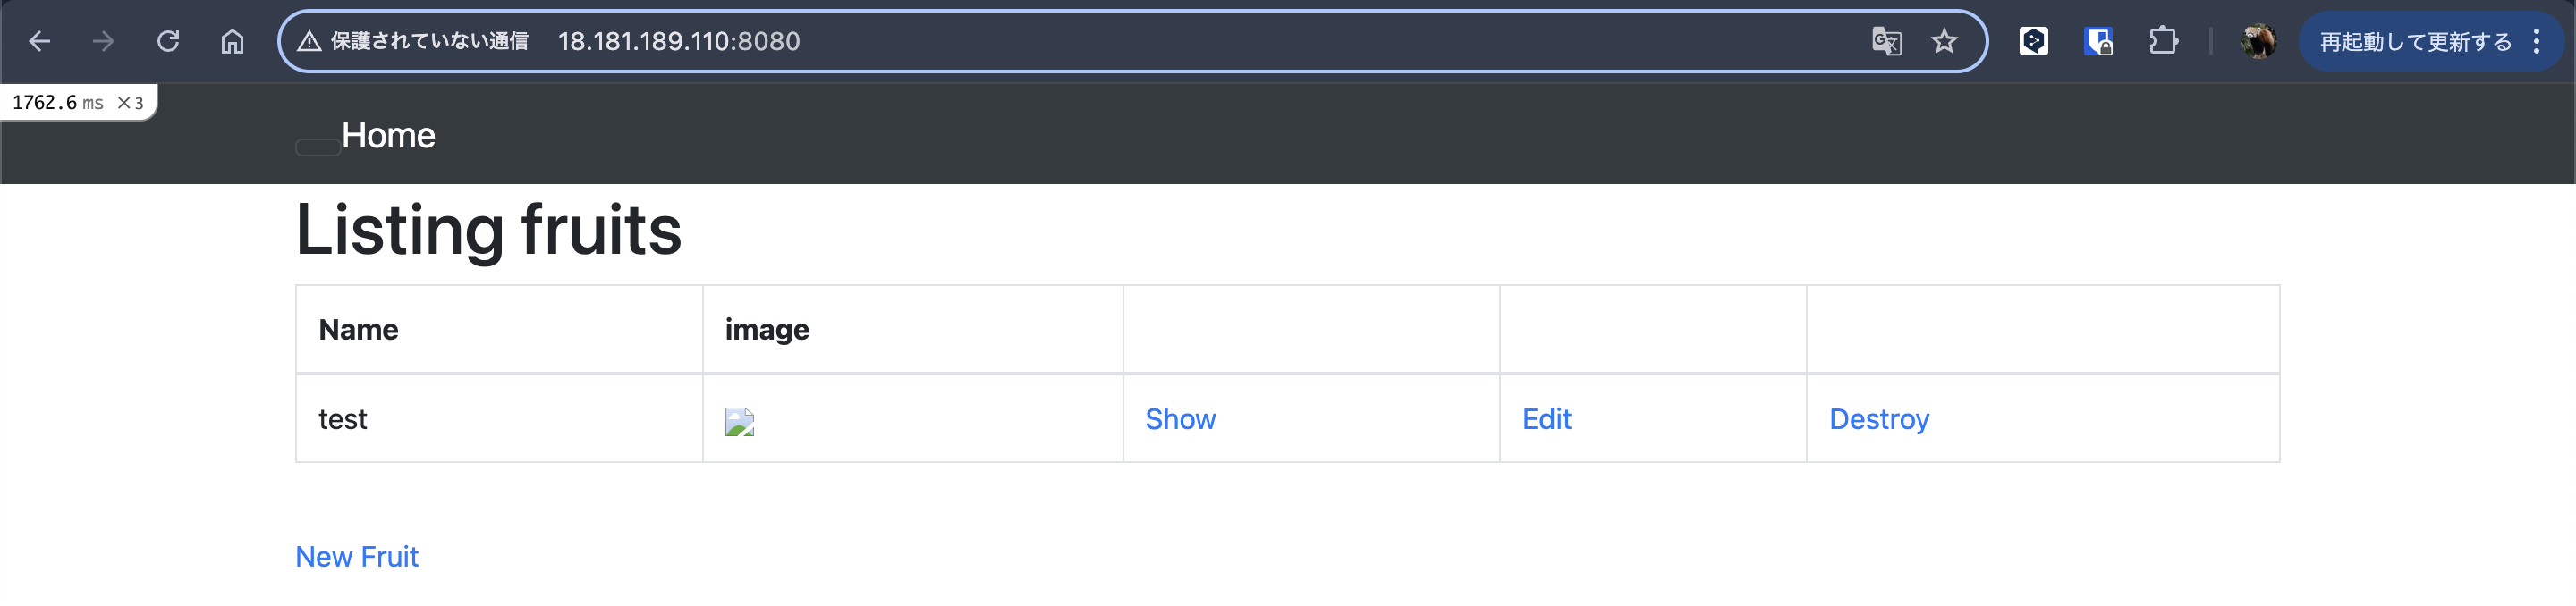 保護されていない通信 18.181.189.110:8080 再起動して更新する
1762.6 ms ×3
Home
Listing fruits
Name image
test Show Edit Destroy
New Fruit